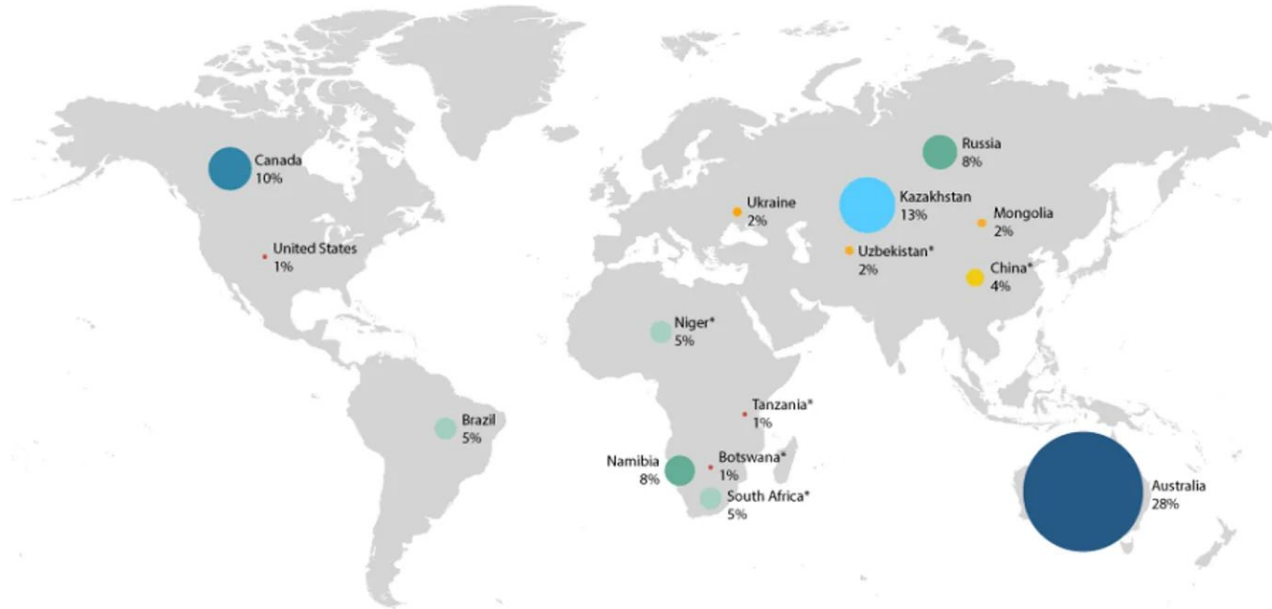 Canada
10%
United States
1%
Brazil
5%
Ukraine
2%
Russia
8%
Kazakhstan
13%
Mongolia
2%
Uzbekistan*
2%
China*
4%
Niger*
5%
Tanzania*
1%
Namibia
8%
Botswana*
1%
South Africa*
5%
Australia
28%